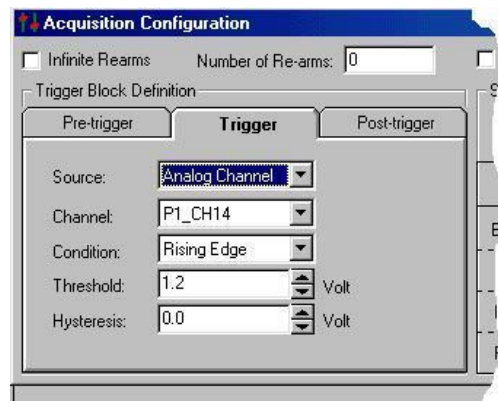 Acquisition Configuration
Infinite Rearms Number of Re-arms: 0
Trigger Block Definition
Pre-trigger Trigger Post-trigger
Source: Analog Channel
Channel: P1_CH14
Condition: Rising Edge
Threshold: 1.2 Volt
Hysteresis: 0.0 Volt